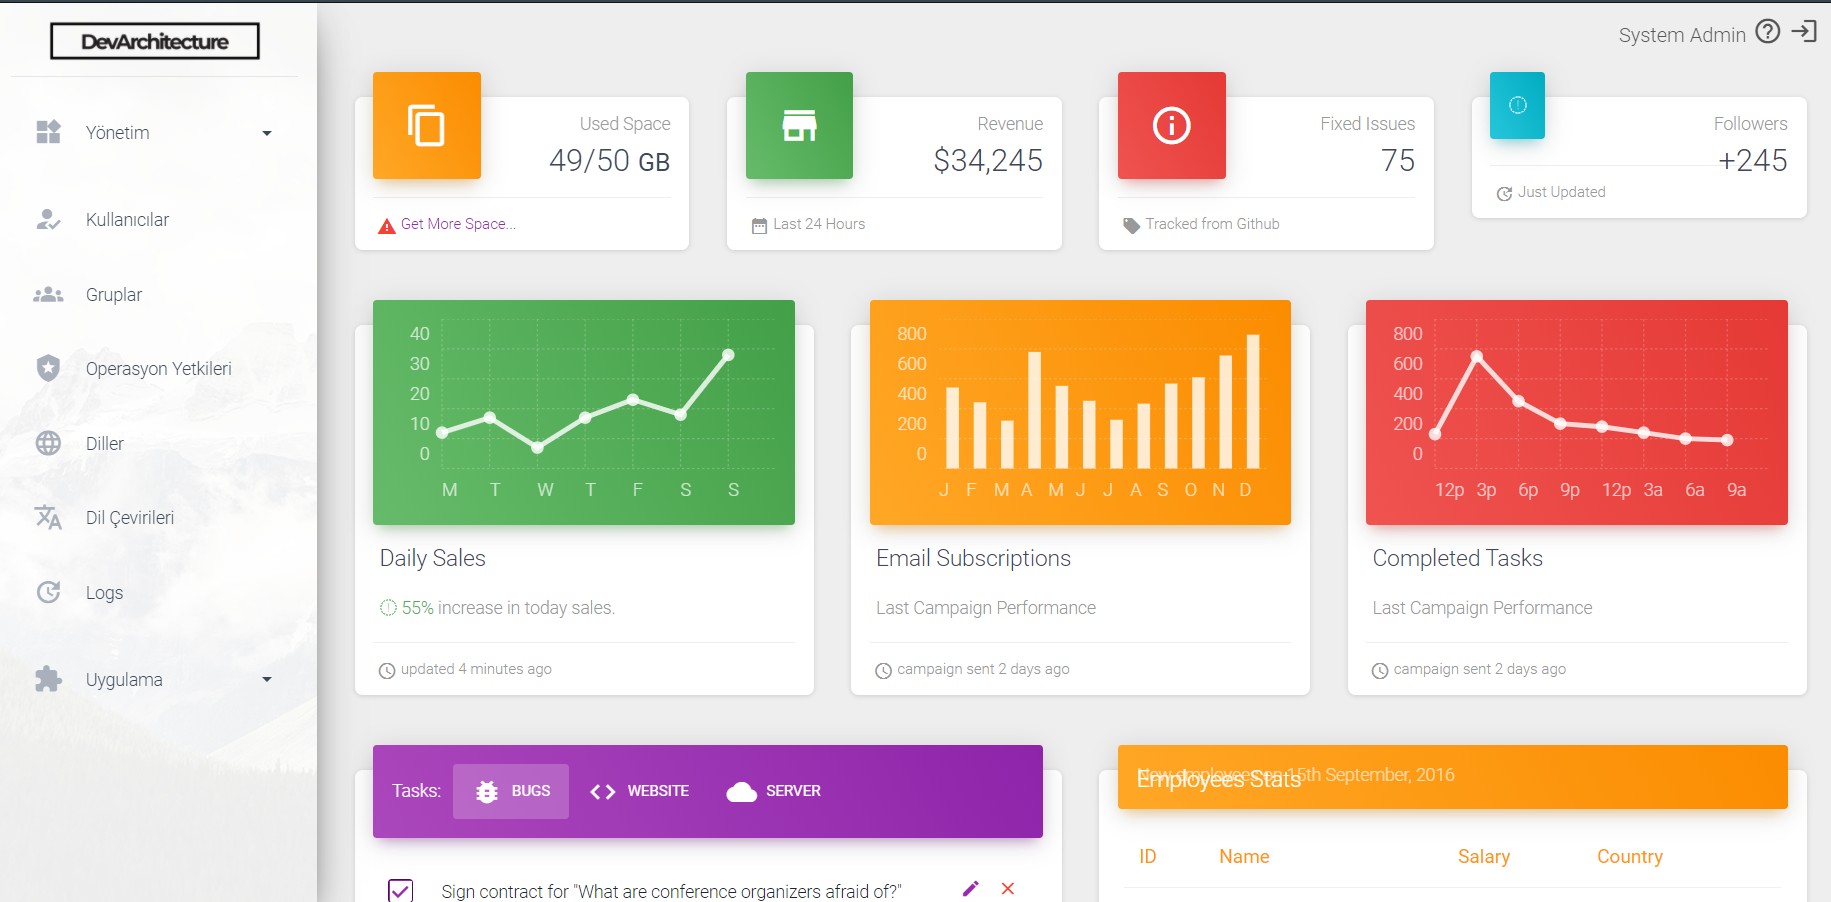 DevArchitecture
System Admin
Yönetim
Kullanıcılar
Gruplar
Operasyon Yetkileri
Diller
Dil Çevirileri
Logs
Uygulama
Used Space
49/50 GB
Get More Space...
Revenue
$34,245
Last 24 Hours
Fixed Issues
75
Tracked from Github
Followers
+245
Just Updated
40
30
20
10
0
M T W T F S S
Daily Sales
55% increase in today sales.
updated 4 minutes ago
800
600
400
200
0
J F M A M J J A S O N D
Email Subscriptions
Last Campaign Performance
campaign sent 2 days ago
800
600
400
200
0
12p 3p 6p 9p 12p 3a 6a 9a
Completed Tasks
Last Campaign Performance
campaign sent 2 days ago
Tasks: BUGS WEBSITE SERVER
Sign contract for "What are conference organizers afraid of?"
Employees Stats
New employees on 15th September, 2016
ID Name Salary Country